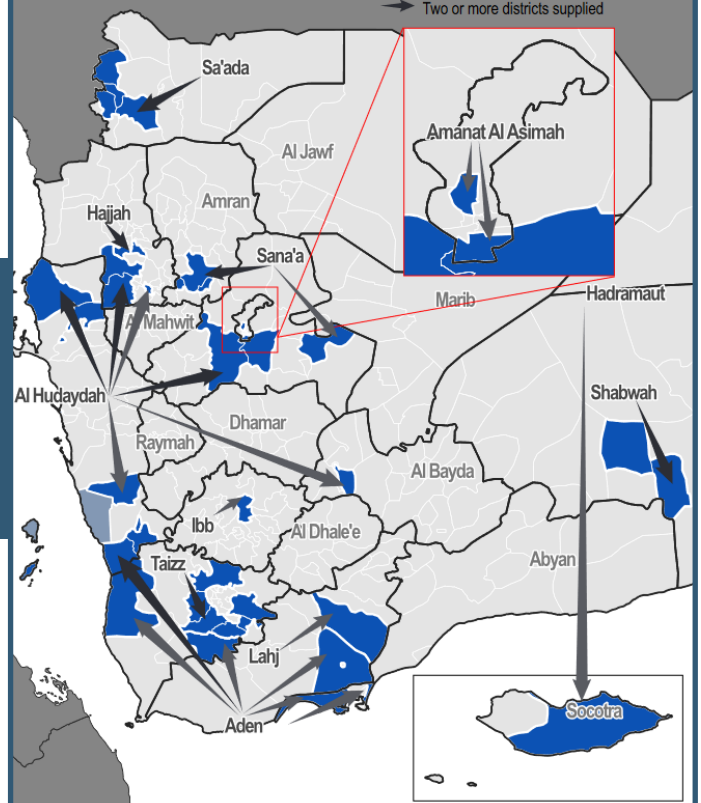 Two or more districts supplied
Sa'ada
Amanat Al Asimah
Al Jawf
Amran
Hajjah
Sana'a
Marib
Hadramaut
Al Mahwit
Shabwah
Al Hudaydah
Dhamar
Raymah
Al Bayda
Ibb
Al Dhale'e
Taizz
Abyan
Lahj
Socotra
Aden